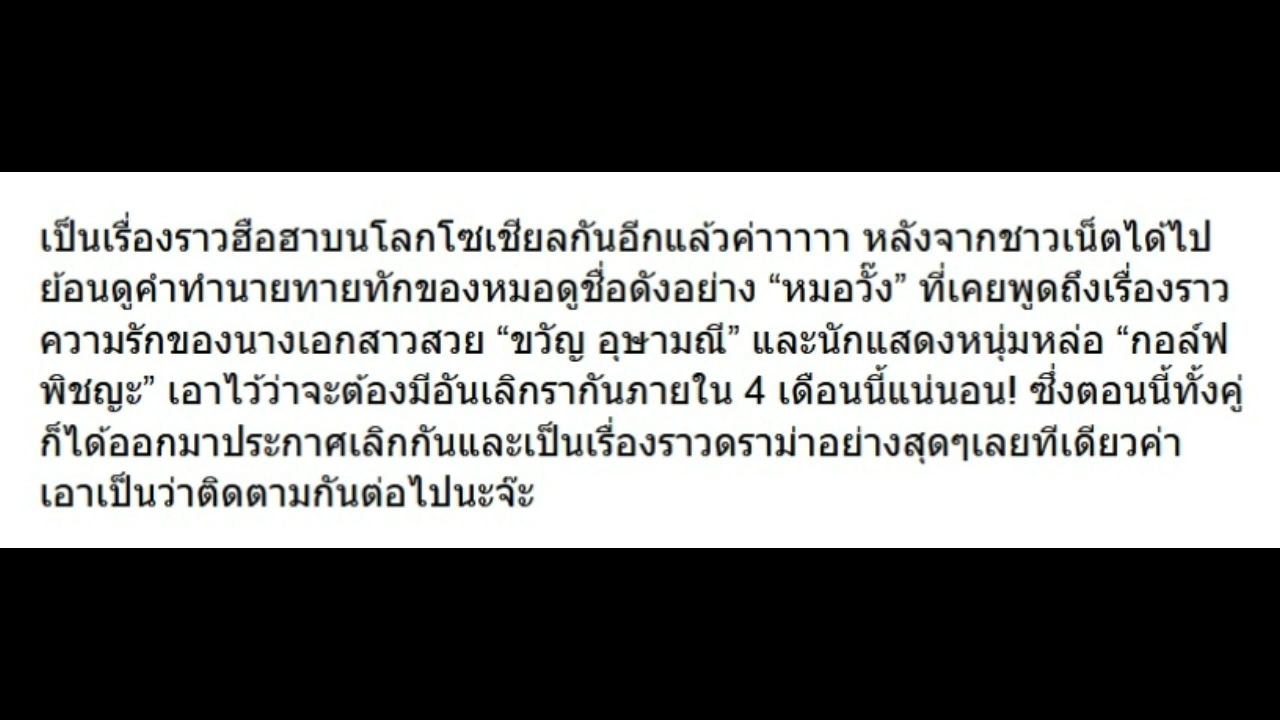 เป็นเรื่องราวฮือฮาบนโลกโซเชียลกันอีกแล้วค่าาาาา หลังจากชาวเน็ตได้ไป
ย้อนดูคำทำนายทายทักของหมอดูชื่อดังอย่าง “หมอวั๊ง” ที่เคยพูดถึงเรื่องราว
ความรักของนางเอกสาวสวย “ขวัญ อุษามณี” และนักแสดงหนุ่มหล่อ “กอล์ฟ
พิชญะ” เอาไว้ว่าจะต้องมีอันเลิกรากันภายใน 4 เดือนนี้แน่นอน! ซึ่งตอนนี้ทั้งคู่
ก็ได้ออกมาประกาศเลิกกันและเป็นเรื่องราวดราม่าอย่างสุดๆเลยทีเดียวค่า
เอาเป็นว่าติดตามกันต่อไปนะจ๊ะ